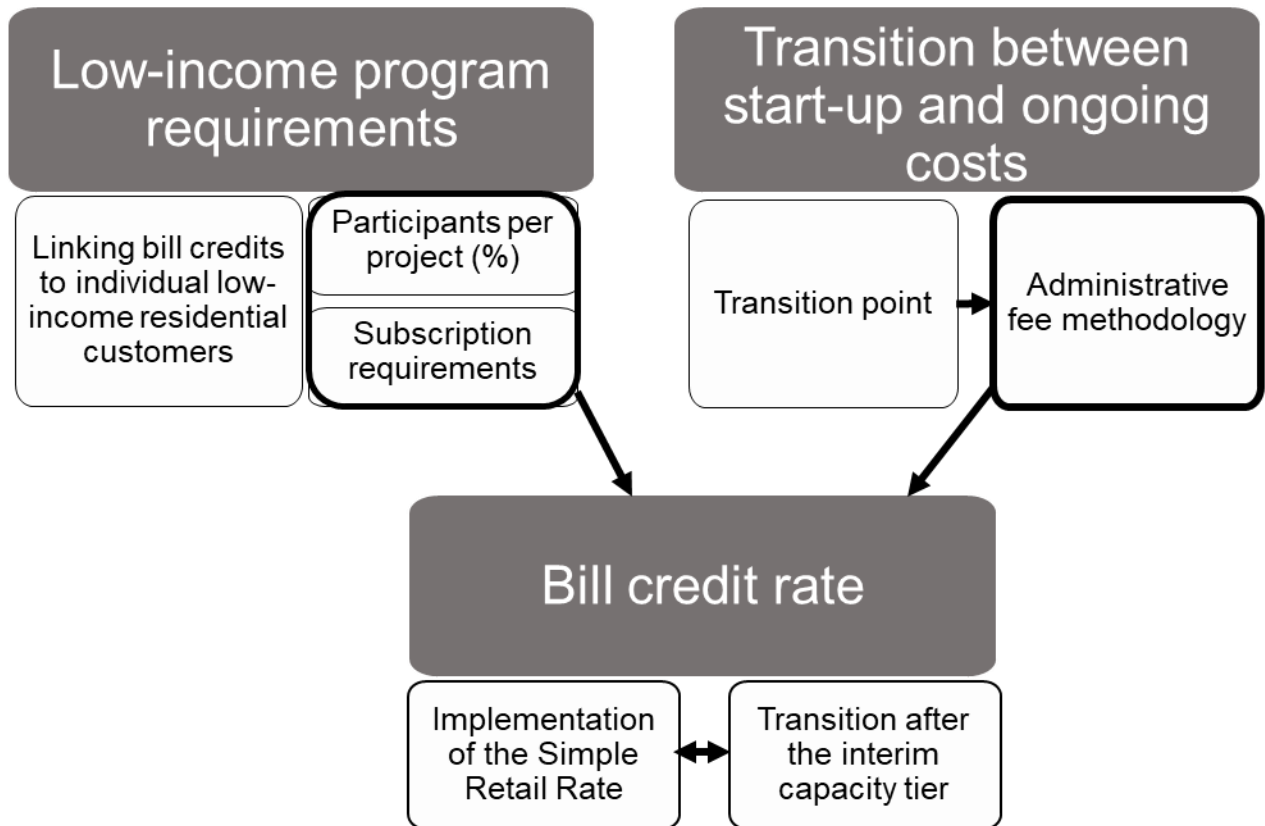 Low-income program
requirements
Transition between
start-up and ongoing
costs
Linking bill credits
to individual low-
income residential
customers
Participants per
project (%)
Subscription
requirements
Transition point
Administrative
fee methodology
Bill credit rate
Implementation
of the Simple
Retail Rate
Transition after
the interim
capacity tier